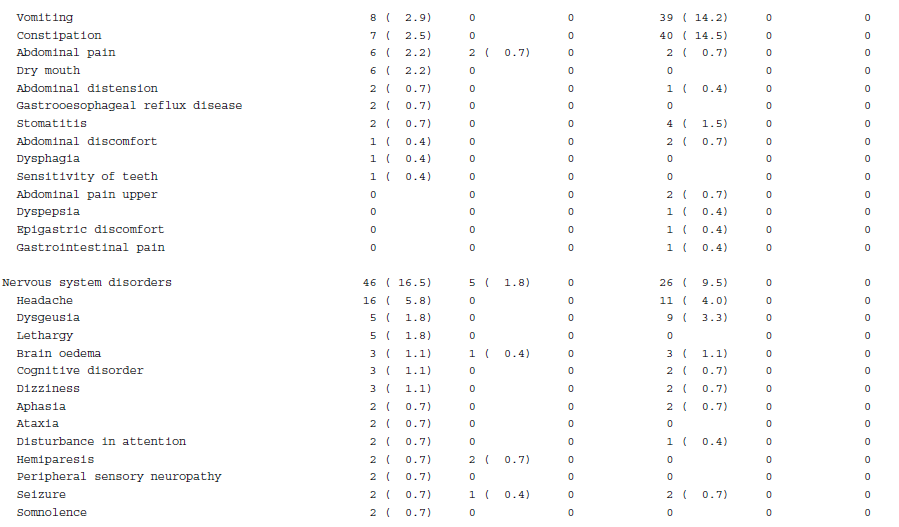 Vomiting 8 ( 2.9) 0 0 39 ( 14.2) 0 0
Constipation 7 ( 2.5) 0 0 40 ( 14.5) 0 0
Abdominal pain 6 ( 2.2) 2 ( 0.7) 0 2 ( 0.7) 0 0
Dry mouth 6 ( 2.2) 0 0 0 0 0
Abdominal distension 2 ( 0.7) 0 0 1 ( 0.4) 0 0
Gastrooesophageal reflux disease 2 ( 0.7) 0 0 0 0 0
Stomatitis 2 ( 0.7) 0 0 4 ( 1.5) 0 0
Abdominal discomfort 1 ( 0.4) 0 0 2 ( 0.7) 0 0
Dysphagia 1 ( 0.4) 0 0 0 0 0
Sensitivity of teeth 1 ( 0.4) 0 0 0 0 0
Abdominal pain upper 0 0 0 2 ( 0.7) 0 0
Dyspepsia 0 0 0 1 ( 0.4) 0 0
Epigastric discomfort 0 0 0 1 ( 0.4) 0 0
Gastrointestinal pain 0 0 0 1 ( 0.4) 0 0
Nervous system disorders 46 ( 16.5) 5 ( 1.8) 0 26 ( 9.5) 0 0
Headache 16 ( 5.8) 0 0 11 ( 4.0) 0 0
Dysgeusia 5 ( 1.8) 0 0 9 ( 3.3) 0 0
Lethargy 5 ( 1.8) 0 0 0 0 0
Brain oedema 3 ( 1.1) 1 ( 0.4) 0 3 ( 1.1) 0 0
Cognitive disorder 3 ( 1.1) 0 0 2 ( 0.7) 0 0
Dizziness 3 ( 1.1) 0 0 2 ( 0.7) 0 0
Aphasia 2 ( 0.7) 0 0 2 ( 0.7) 0 0
Ataxia 2 ( 0.7) 0 0 0 0 0
Disturbance in attention 2 ( 0.7) 0 0 1 ( 0.4) 0 0
Hemiparesis 2 ( 0.7) 2 ( 0.7) 0 0 0 0
Peripheral sensory neuropathy 2 ( 0.7) 0 0 0 0 0
Seizure 2 ( 0.7) 1 ( 0.4) 0 2 ( 0.7) 0 0
Somnolence 2 ( 0.7) 0 0 0 0 0